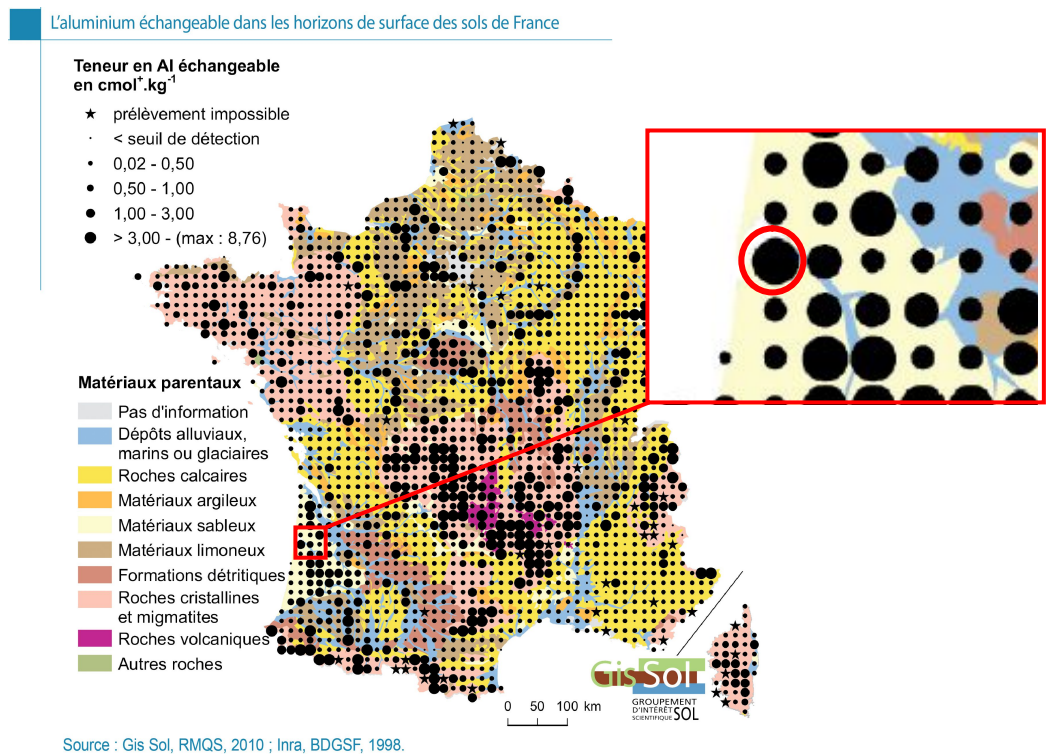 L'aluminium échangeable dans les horizons de surface des sols de France
Teneur en Al échangeable
en cmol⁺.kg⁻¹
prélèvement impossible
< seuil de détection
0,02 - 0,50
0,50 - 1,00
1,00 - 3,00
> 3,00 - (max : 8,76)
Matériaux parentaux
Pas d'information
Dépôts alluviaux,
marins ou glaciaires
Roches calcaires
Matériaux argileux
Matériaux sableux
Matériaux limoneux
Formations détritiques
Roches cristallines
et migmatites
Roches volcaniques
Autres roches
GisSol
GROUPEMENT
D'INTÉRÊT
SCIENTIFIQUE SOL
0 50 100 km
Source : Gis Sol, RMQS, 2010 ; Inra, BDGSF, 1998.